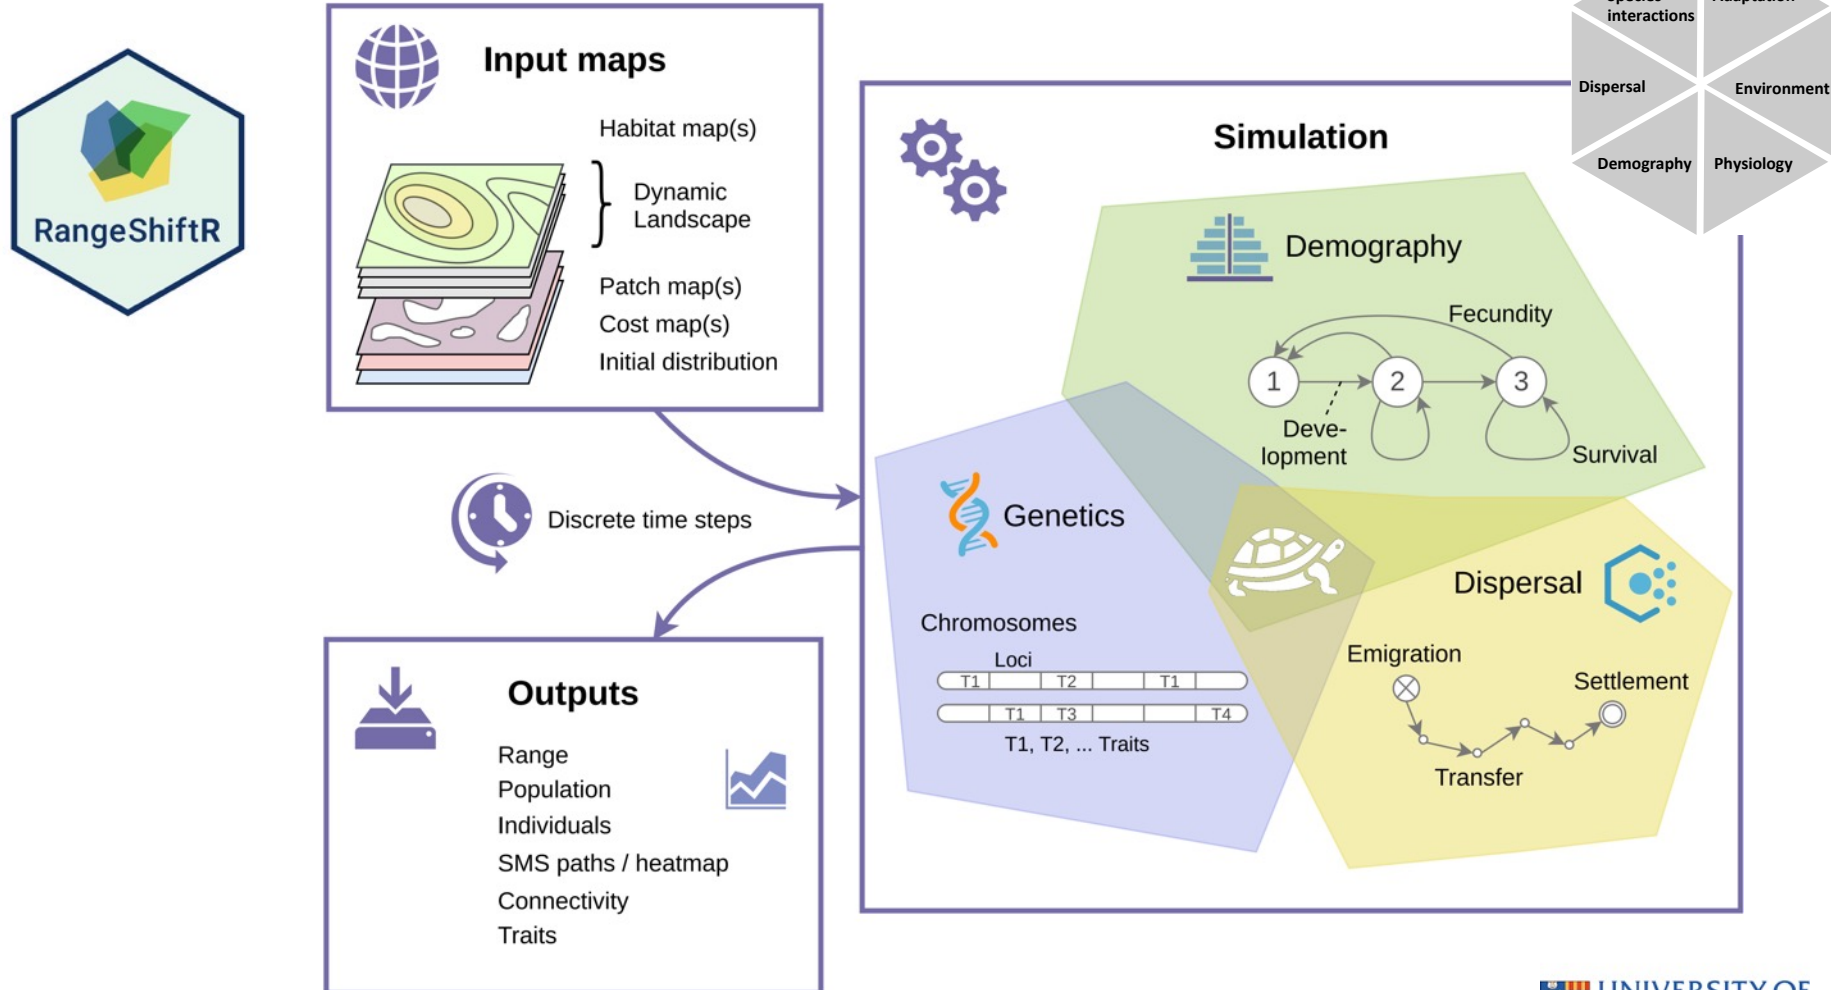 RangeShiftR
Input maps
Habitat map(s)
Dynamic
Landscape
Patch map(s)
Cost map(s)
Initial distribution
Discrete time steps
Outputs
Range
Population
Individuals
SMS paths / heatmap
Connectivity
Traits
Simulation
Demography
Fecundity
1
2
3
Deve-
lopment
Survival
Genetics
Chromosomes
Loci
T1 T2 T1
T1 T3 T4
T1, T2, ... Traits
Dispersal
Emigration
Settlement
Transfer
Species
interactions
Adaptation
Dispersal
Environment
Demography
Physiology
UNIVERSITY OF